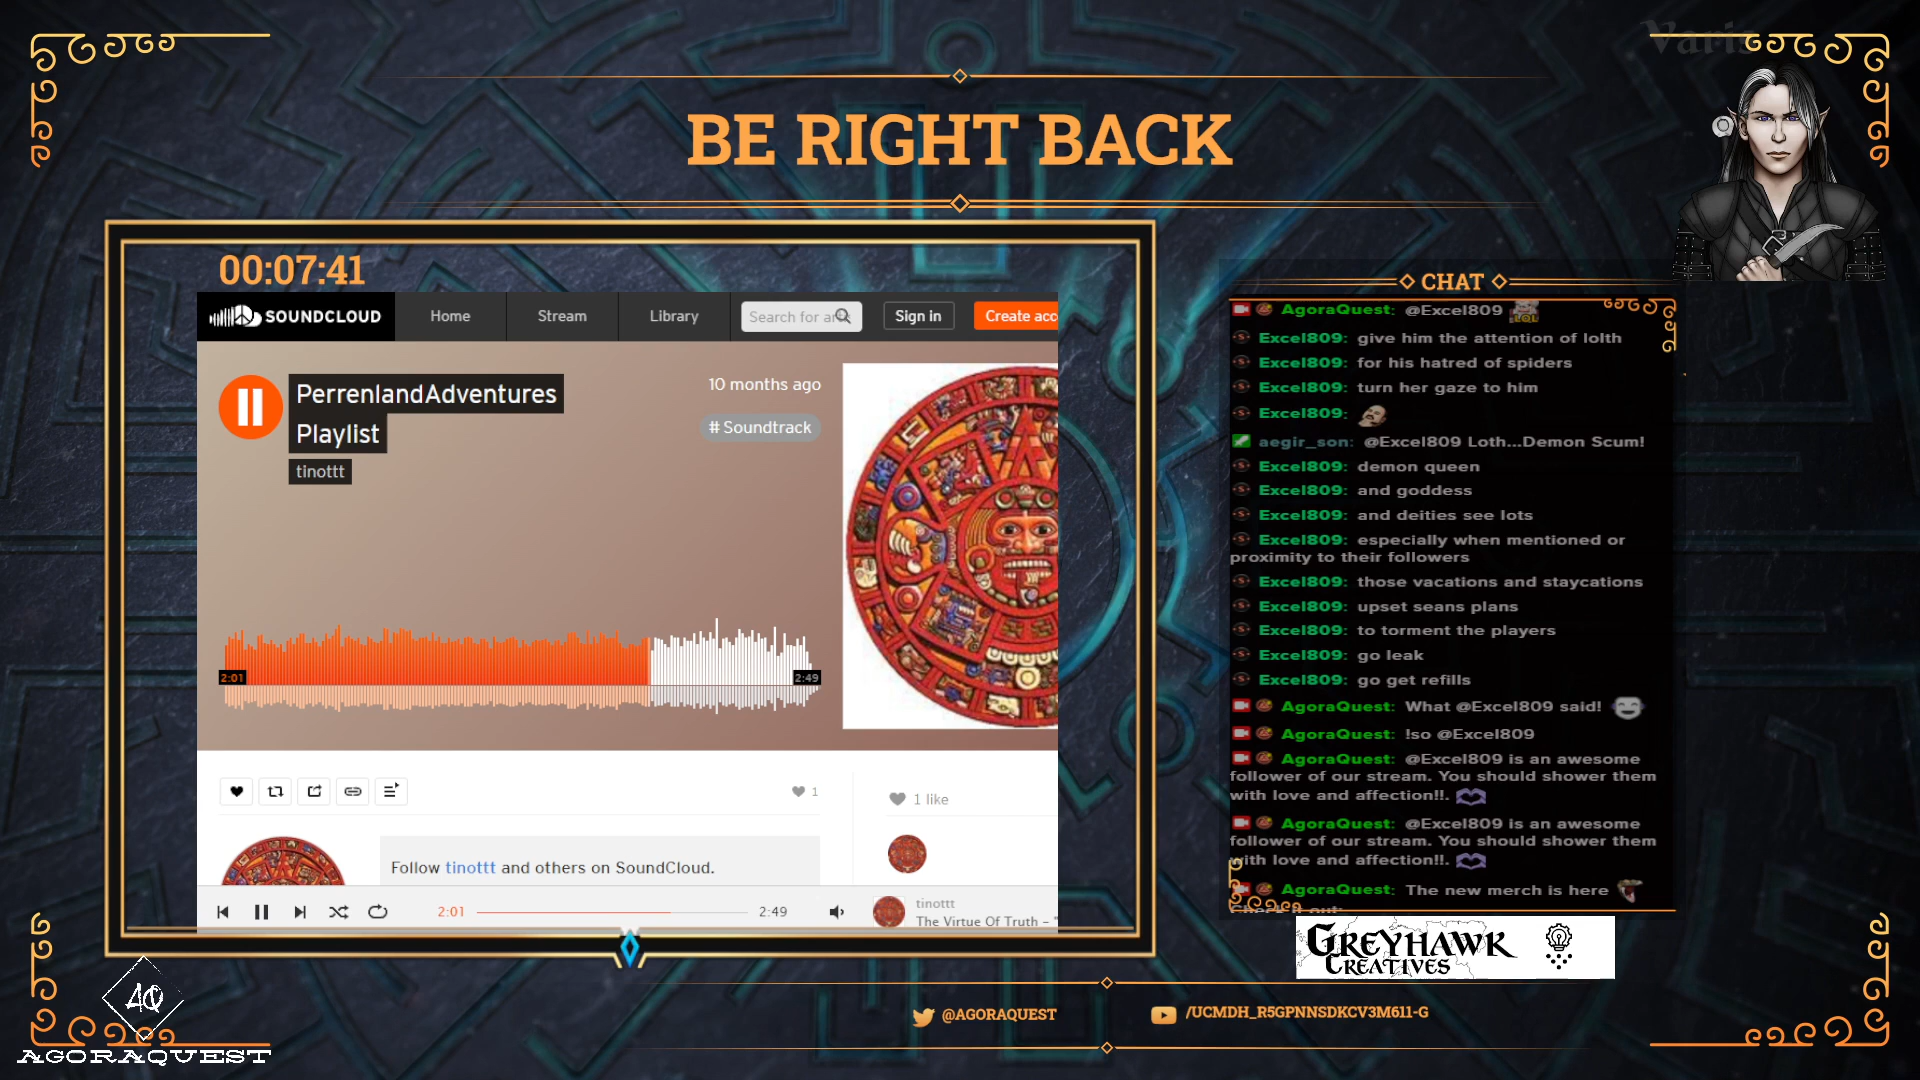 Varis
BE RIGHT BACK
00:07:41
SOUNDCLOUD
Home
Stream
Library
Search for ar
Sign in
Create acc
PerrenlandAdventures
Playlist
tinottt
10 months ago
# Soundtrack
2:01
2:49
1
1 like
Follow tinottt and others on SoundCloud.
2:01
2:49
tinottt
The Virtue Of Truth – "
CHAT
AgoraQuest: @Excel809 LOL
Excel809: give him the attention of lolth
Excel809: for his hatred of spiders
Excel809: turn her gaze to him
Excel809:
aegir_son: @Excel809 Loth...Demon Scum!
Excel809: demon queen
Excel809: and goddess
Excel809: and deities see lots
Excel809: especially when mentioned or
proximity to their followers
Excel809: those vacations and staycations
Excel809: upset seans plans
Excel809: to torment the players
Excel809: go leak
Excel809: go get refills
AgoraQuest: What @Excel809 said!
AgoraQuest: !so @Excel809
AgoraQuest: @Excel809 is an awesome
follower of our stream. You should shower them
with love and affection!!.
AgoraQuest: @Excel809 is an awesome
follower of our stream. You should shower them
with love and affection!!.
AgoraQuest: The new merch is here
Check it out:
GREYHAWK
CREATIVES
@AGORAQUEST
/UCMDH_R5GPNNSDKCV3M611-G
AQ
AGORAQUEST